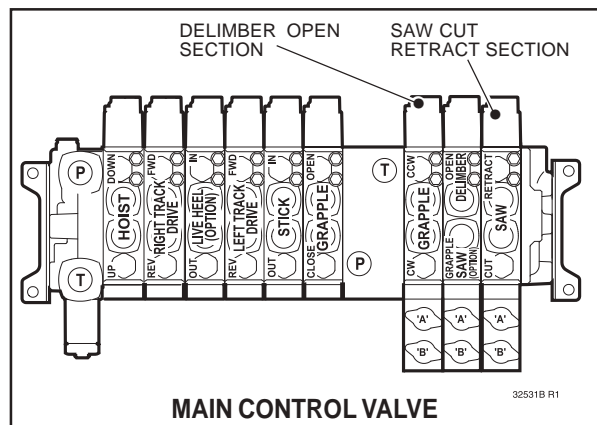 DELIMBER OPEN
SECTION
SAW CUT
RETRACT SECTION
P
T
DOWN
HOIST
UP
FWD
RIGHT TRACK
DRIVE
REV
IN
LIVE HEEL
(OPTION)
OUT
FWD
LEFT TRACK
DRIVE
REV
IN
STICK
OUT
OPEN
GRAPPLE
CLOSE
T
P
CCW
GRAPPLE
CW
OPEN
DELIMBER
GRAPPLE
SAW
(OPTION)
RETRACT
SAW
CUT
'A' 'A' 'A'
'B' 'B' 'B'
32531B R1
MAIN CONTROL VALVE